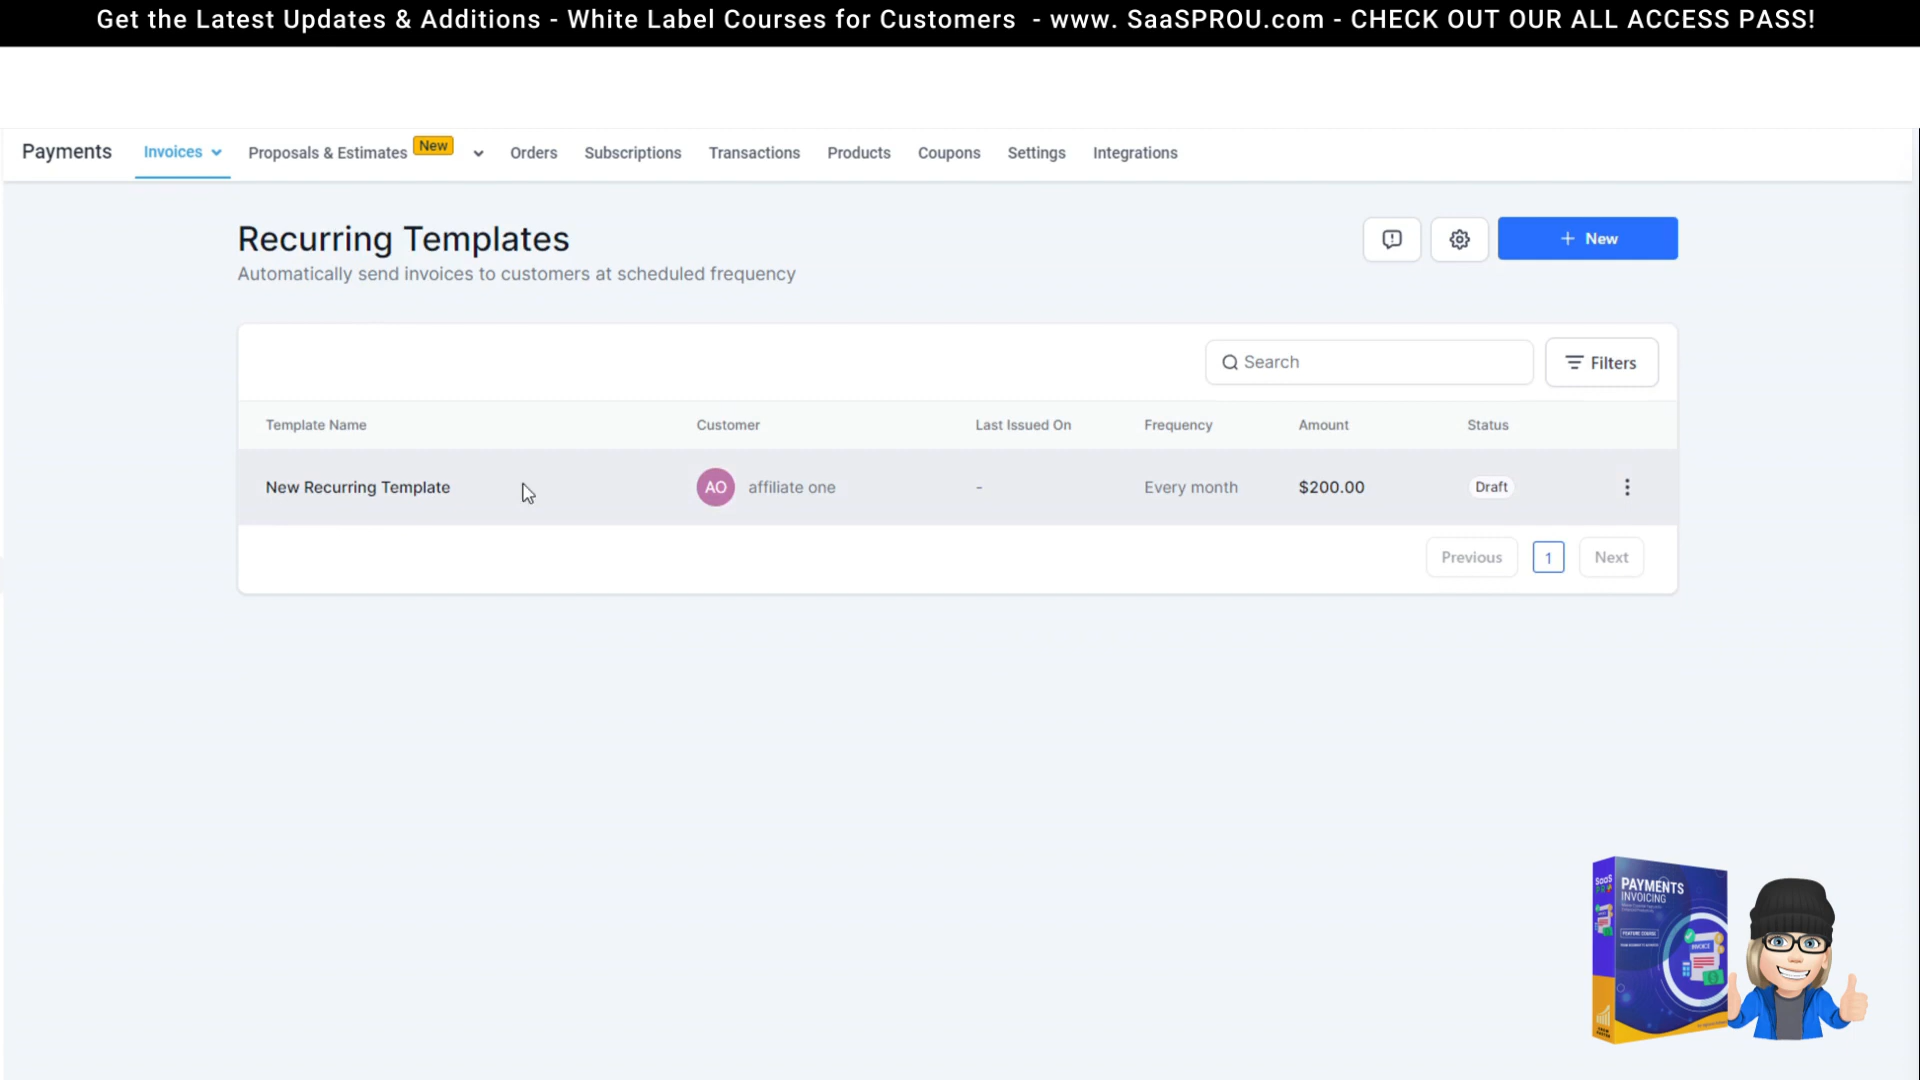 Get the Latest Updates & Additions - White Label Courses for Customers - www. SaaSPROU.com - CHECK OUT OUR ALL ACCESS PASS!
Payments Invoices Proposals & Estimates New Orders Subscriptions Transactions Products Coupons Settings Integrations
Recurring Templates
Automatically send invoices to customers at scheduled frequency
+ New
Search
Filters
Template Name Customer Last Issued On Frequency Amount Status
New Recurring Template AO affiliate one - Every month $200.00 Draft
Previous 1 Next
PAYMENTS
INVOICING
FEATURE COURSE
INVOICE